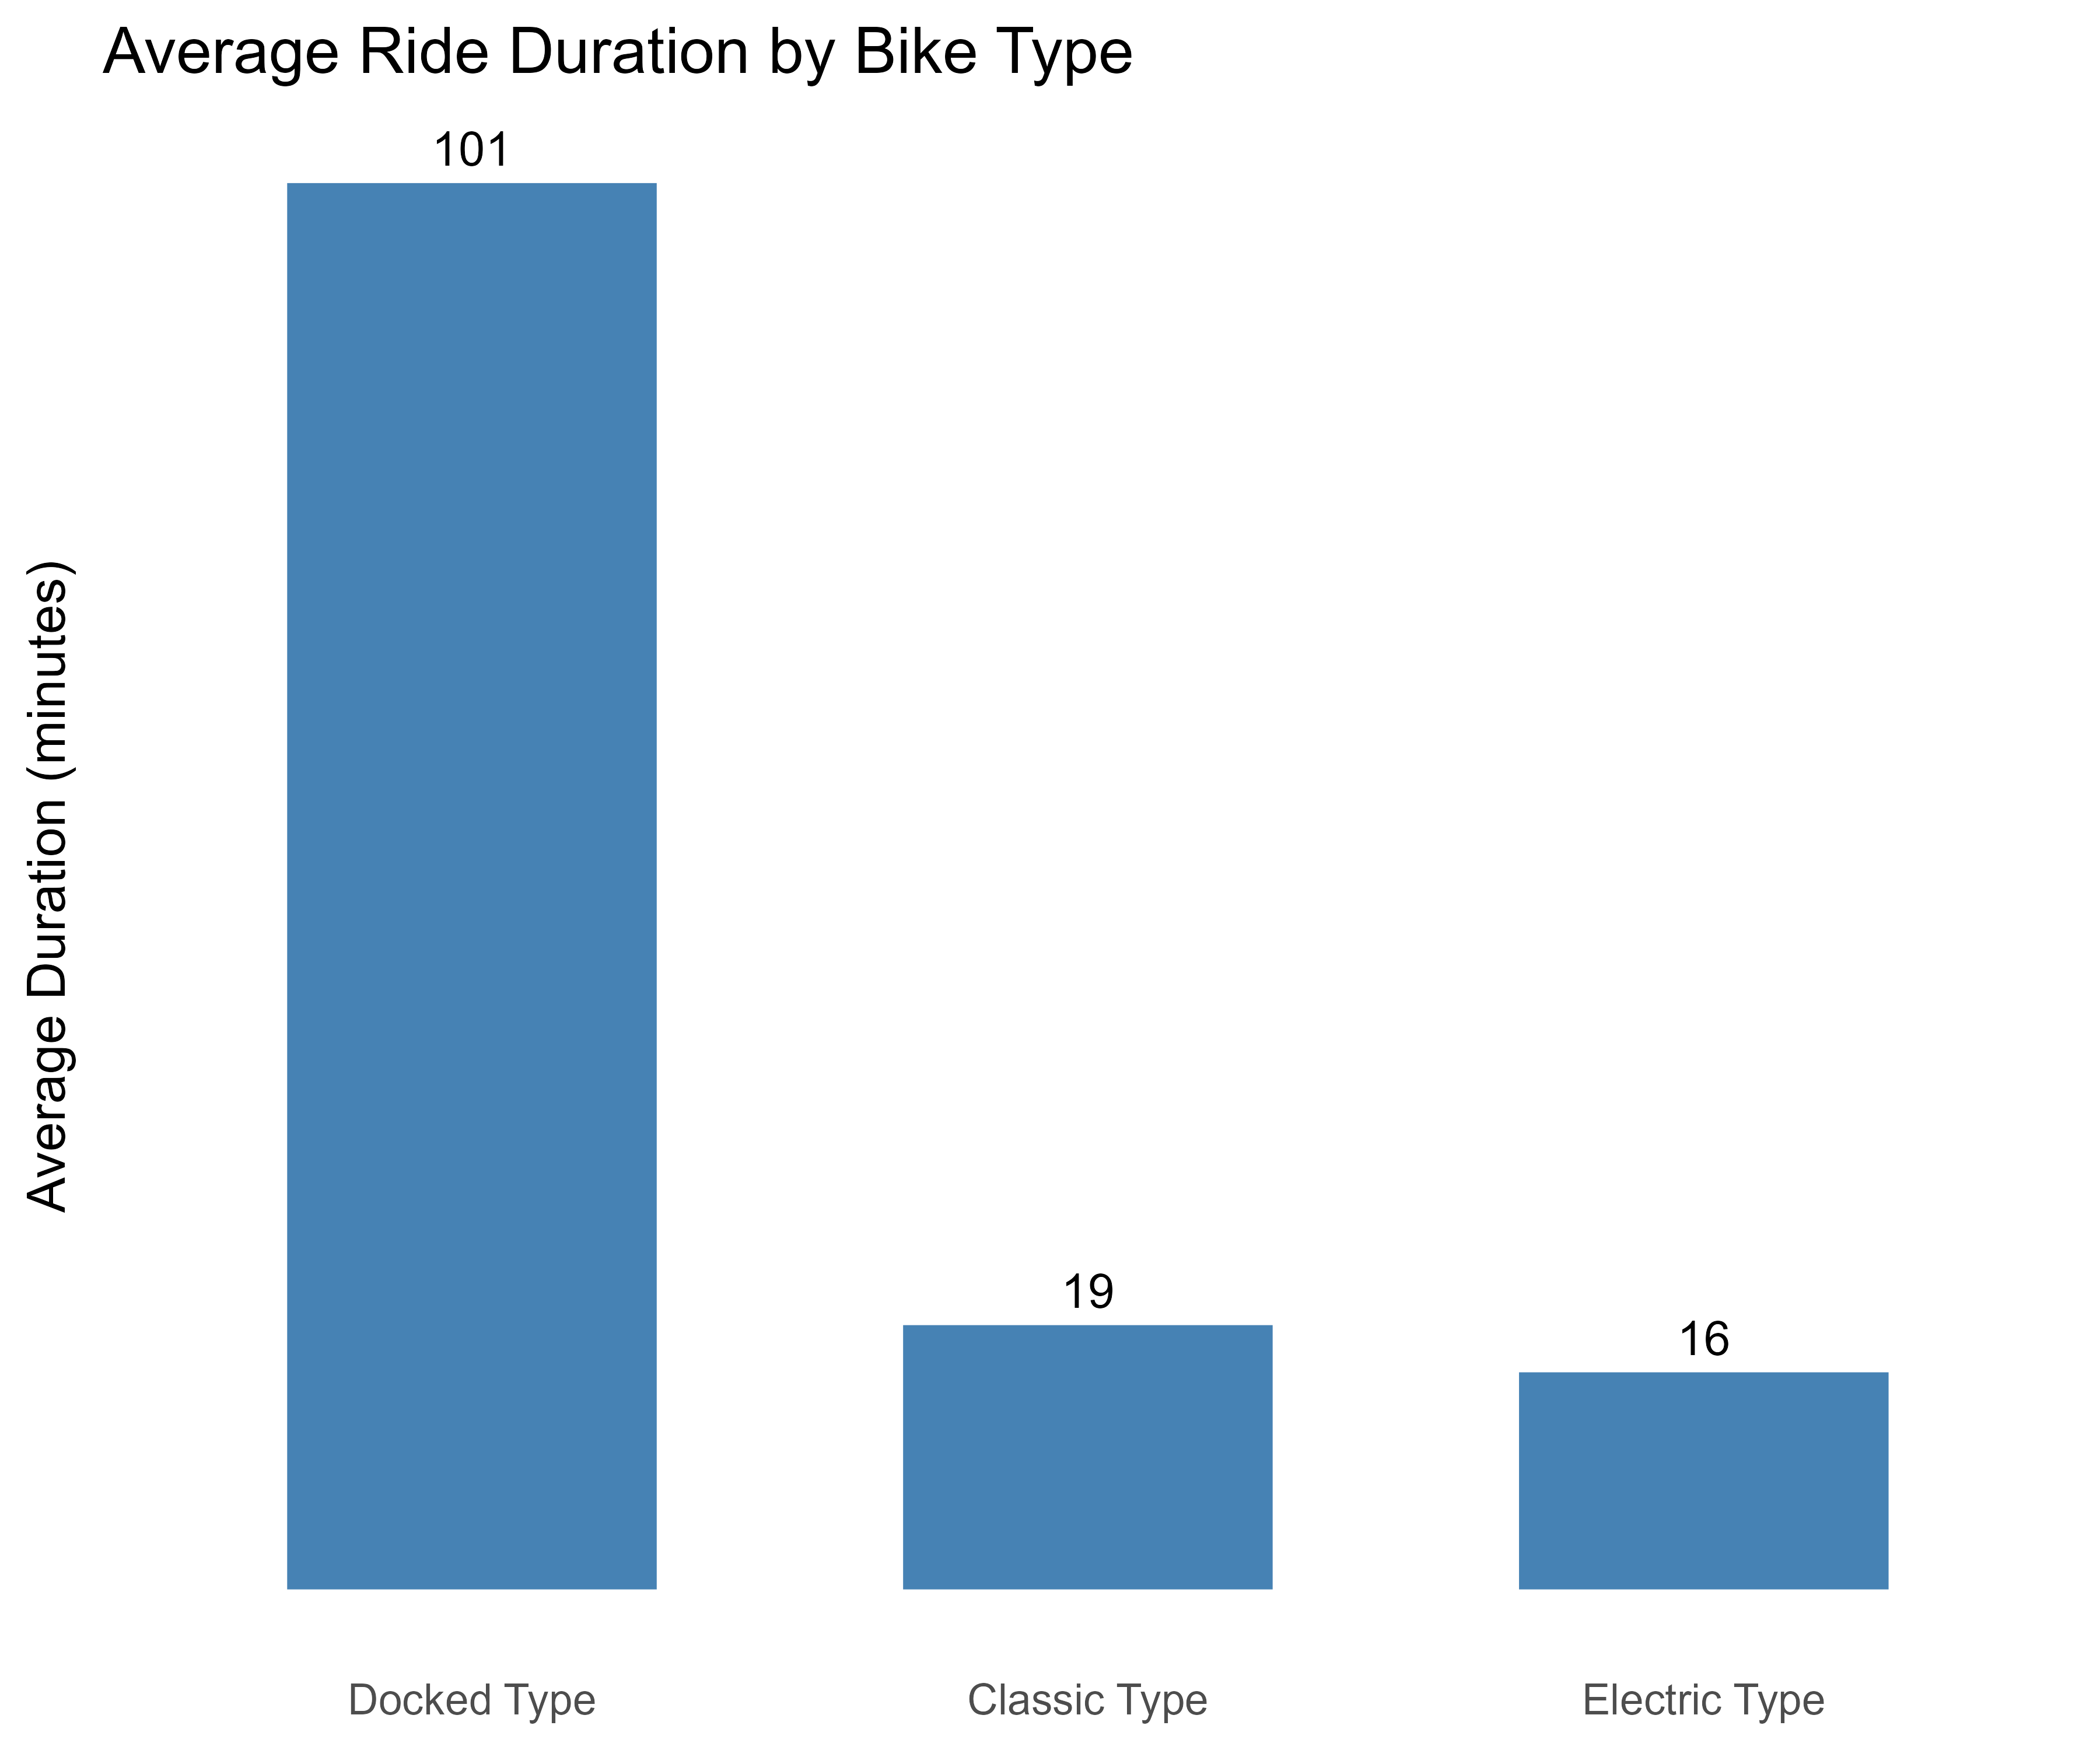 Average Ride Duration by Bike Type
101
Average Duration (minutes)
19
16
Docked Type
Classic Type
Electric Type